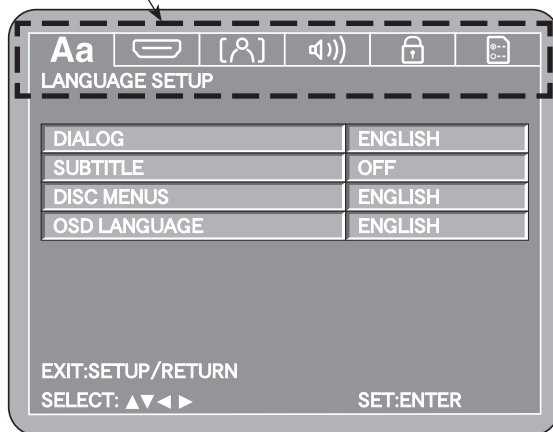 Aa
LANGUAGE SETUP
DIALOG ENGLISH
SUBTITLE OFF
DISC MENUS ENGLISH
OSD LANGUAGE ENGLISH
EXIT:SETUP/RETURN
SELECT: ▲▼◄ ► SET:ENTER